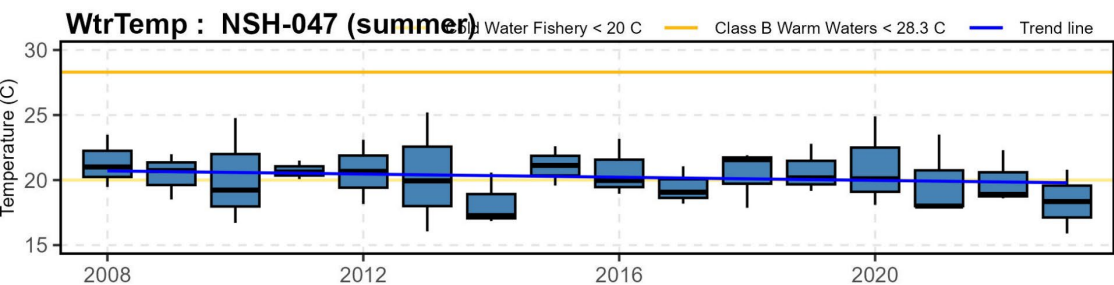 WtrTemp : NSH-047 (summer)
Cold Water Fishery < 20 C
Class B Warm Waters < 28.3 C
Trend line
Temperature (C)
30
25
20
15
2008
2012
2016
2020